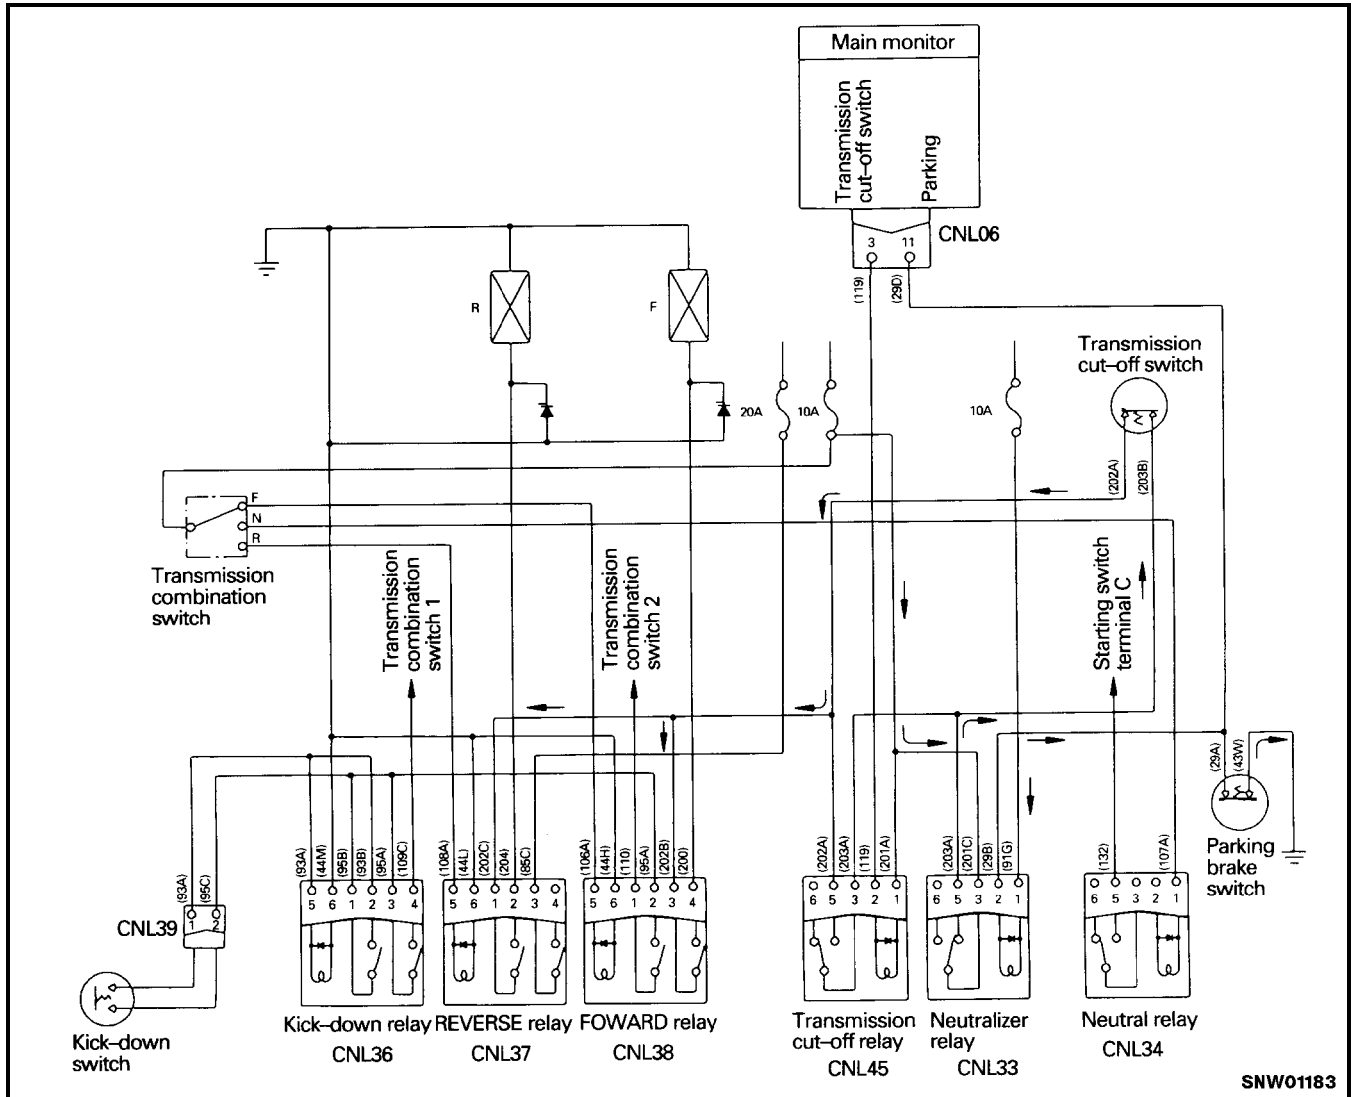 Main monitor
Transmission
cut–off switch
Parking
CNL06
3 11
(119)
(29D)
R
F
20A
10A
10A
Transmission
cut–off switch
(202A)
(203B)
F
N
R
Transmission
combination
switch
Transmission
combination
switch 1
Transmission
combination
switch 2
Starting switch
terminal C
(29A)
(43W)
Parking
brake
switch
(93A)
(95C)
CNL39
1 2
Kick–down
switch
(93A)
(44M)
(95B)
(93B)
(95A)
(109C)
5 6 1 2 3 4
Kick–down relay
CNL36
(108A)
(44L)
(202C)
(204)
(85C)
5 6 1 2 3 4
REVERSE relay
CNL37
(106A)
(44H)
(110)
(95A)
(202B)
(200)
5 6 1 2 3 4
FOWARD relay
CNL38
(202A)
(203A)
(119)
(201A)
6 5 3 2 1
Transmission
cut–off relay
CNL45
(203A)
(201C)
(29B)
(91G)
6 5 3 2 1
Neutralizer
relay
CNL33
(132)
(107A)
6 5 3 2 1
Neutral relay
CNL34
SNW01183